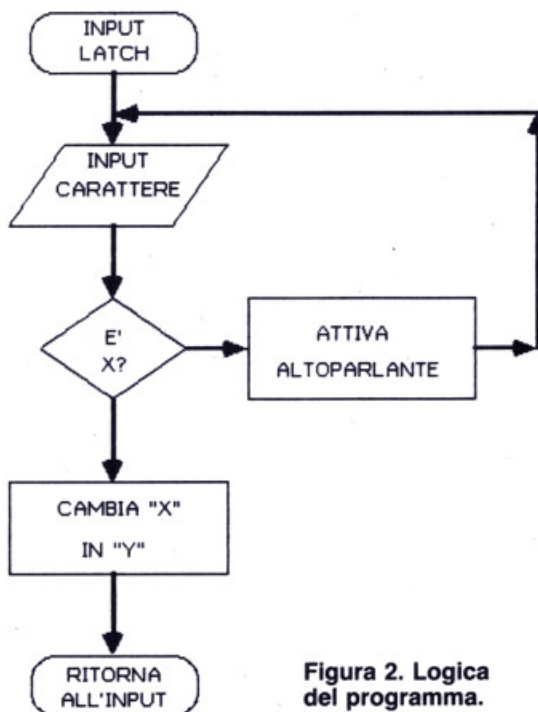 INPUT
LATCH
INPUT
CARATTERE
E'
X?
ATTIVA
ALTOPARLANTE
CAMBIA "X"
IN "Y"
RITORNA
ALL'INPUT
Figura 2. Logica
del programma.